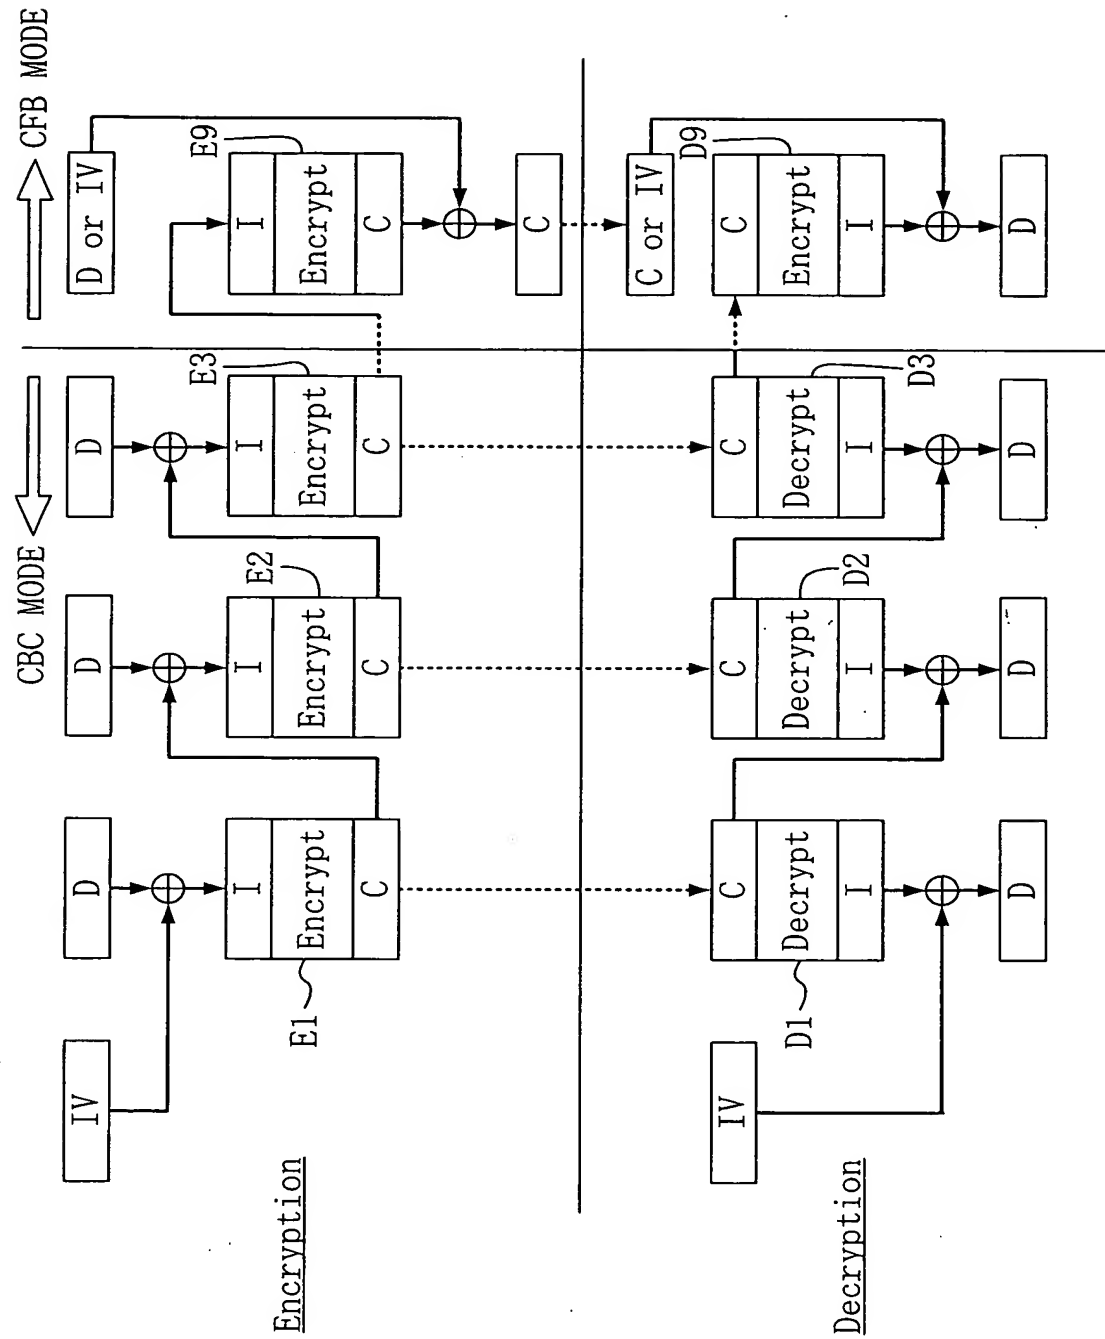 CBC MODE
CFB MODE
IV
D
D
D
D or IV
E3
E9
I
I
I
I
E2
Encryption
E1
Encrypt
Encrypt
Encrypt
Encrypt
C
C
C
C
C
C or IV
D9
IV
C
C
C
C
D1
Decrypt
Decrypt
Decrypt
Encrypt
Decryption
D2
I
I
I
I
D3
D
D
D
D